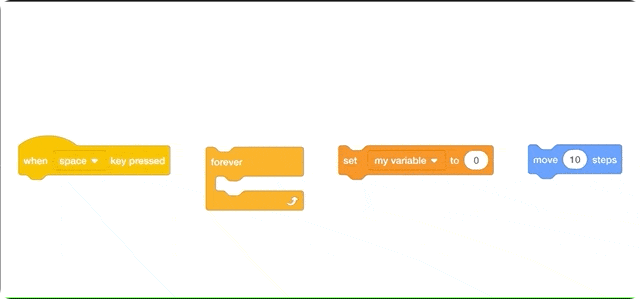 when space key pressed
forever
set my variable to 0
move 10 steps